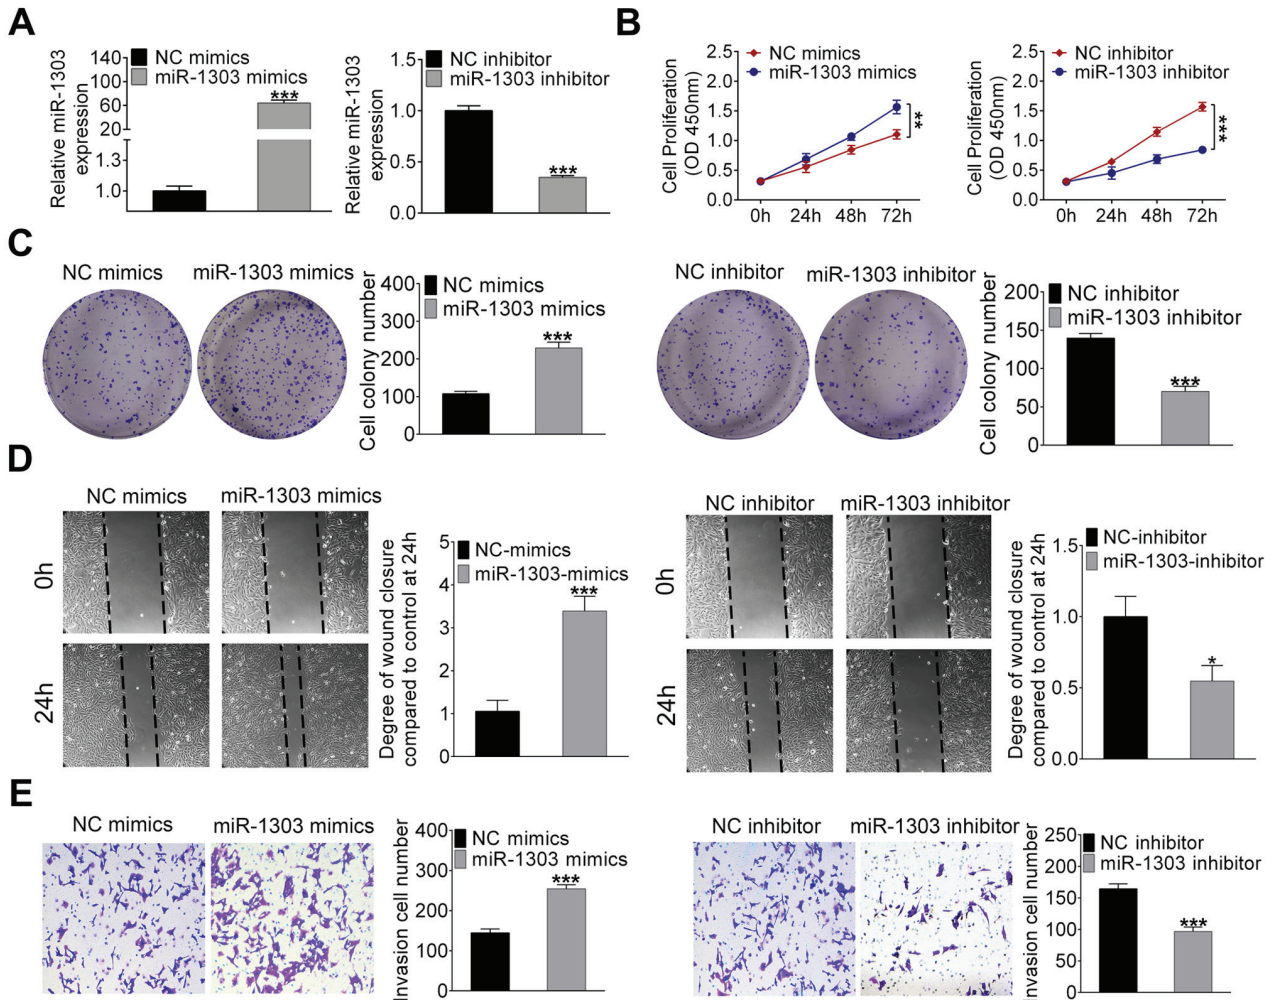 A
Relative miR-1303
expression
140
100
60
20
1.3
1.0
NC mimics
miR-1303 mimics
***
Relative miR-1303
expression
1.5
1.0
0.5
0.0
NC inhibitor
miR-1303 inhibitor
***
B
Cell Proliferation
(OD 450nm)
2.5
2.0
1.5
1.0
0.5
0.0
0h 24h 48h 72h
NC mimics
miR-1303 mimics
**
Cell Proliferation
(OD 450nm)
2.5
2.0
1.5
1.0
0.5
0.0
0h 24h 48h 72h
NC inhibitor
miR-1303 inhibitor
***
C
NC mimics
miR-1303 mimics
Cell colony number
400
300
200
100
0
NC mimics
miR-1303 mimics
***
NC inhibitor
miR-1303 inhibitor
Cell colony number
200
150
100
50
0
NC inhibitor
miR-1303 inhibitor
***
D
NC mimics
miR-1303 mimics
0h
24h
Degree of wound closure
compared to control at 24h
5
4
3
2
1
0
NC-mimics
miR-1303-mimics
***
NC inhibitor
miR-1303 inhibitor
0h
24h
Degree of wound closure
compared to control at 24h
1.5
1.0
0.5
0.0
NC-inhibitor
miR-1303-inhibitor
*
E
NC mimics
miR-1303 mimics
Invasion cell number
400
300
200
100
0
NC mimics
miR-1303 mimics
***
NC inhibitor
miR-1303 inhibitor
Invasion cell number
250
200
150
100
50
0
NC inhibitor
miR-1303 inhibitor
***